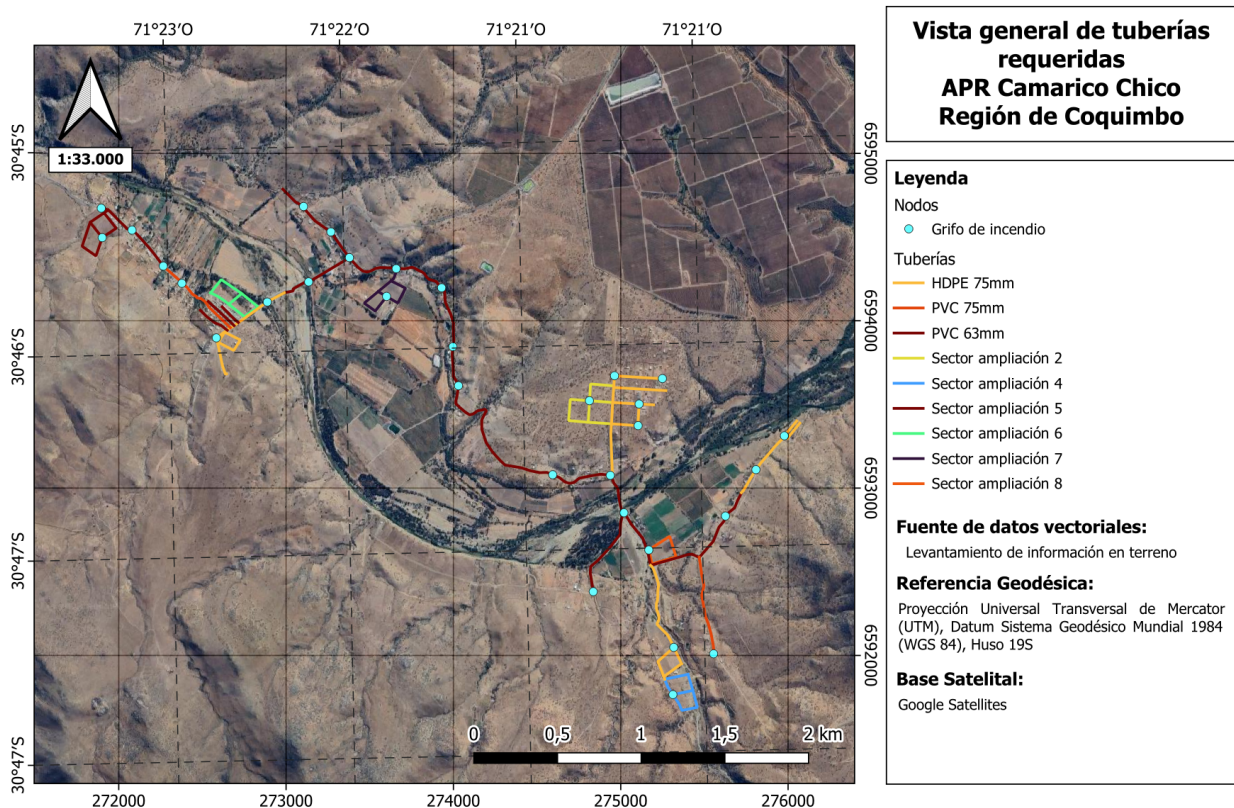 71°23'O
71°22'O
71°21'O
71°21'O
1:33.000
30°45'S
30°46'S
30°47'S
30°47'S
6595000
6594000
6593000
6592000
272000
273000
274000
275000
276000
0
0,5
1
1,5
2 km
Vista general de tuberías
requeridas
APR Camarico Chico
Región de Coquimbo
Leyenda
Nodos
Grifo de incendio
Tuberías
HDPE 75mm
PVC 75mm
PVC 63mm
Sector ampliación 2
Sector ampliación 4
Sector ampliación 5
Sector ampliación 6
Sector ampliación 7
Sector ampliación 8
Fuente de datos vectoriales:
Levantamiento de información en terreno
Referencia Geodésica:
Proyección Universal Transversal de Mercator
(UTM), Datum Sistema Geodésico Mundial 1984
(WGS 84), Huso 19S
Base Satelital:
Google Satellites